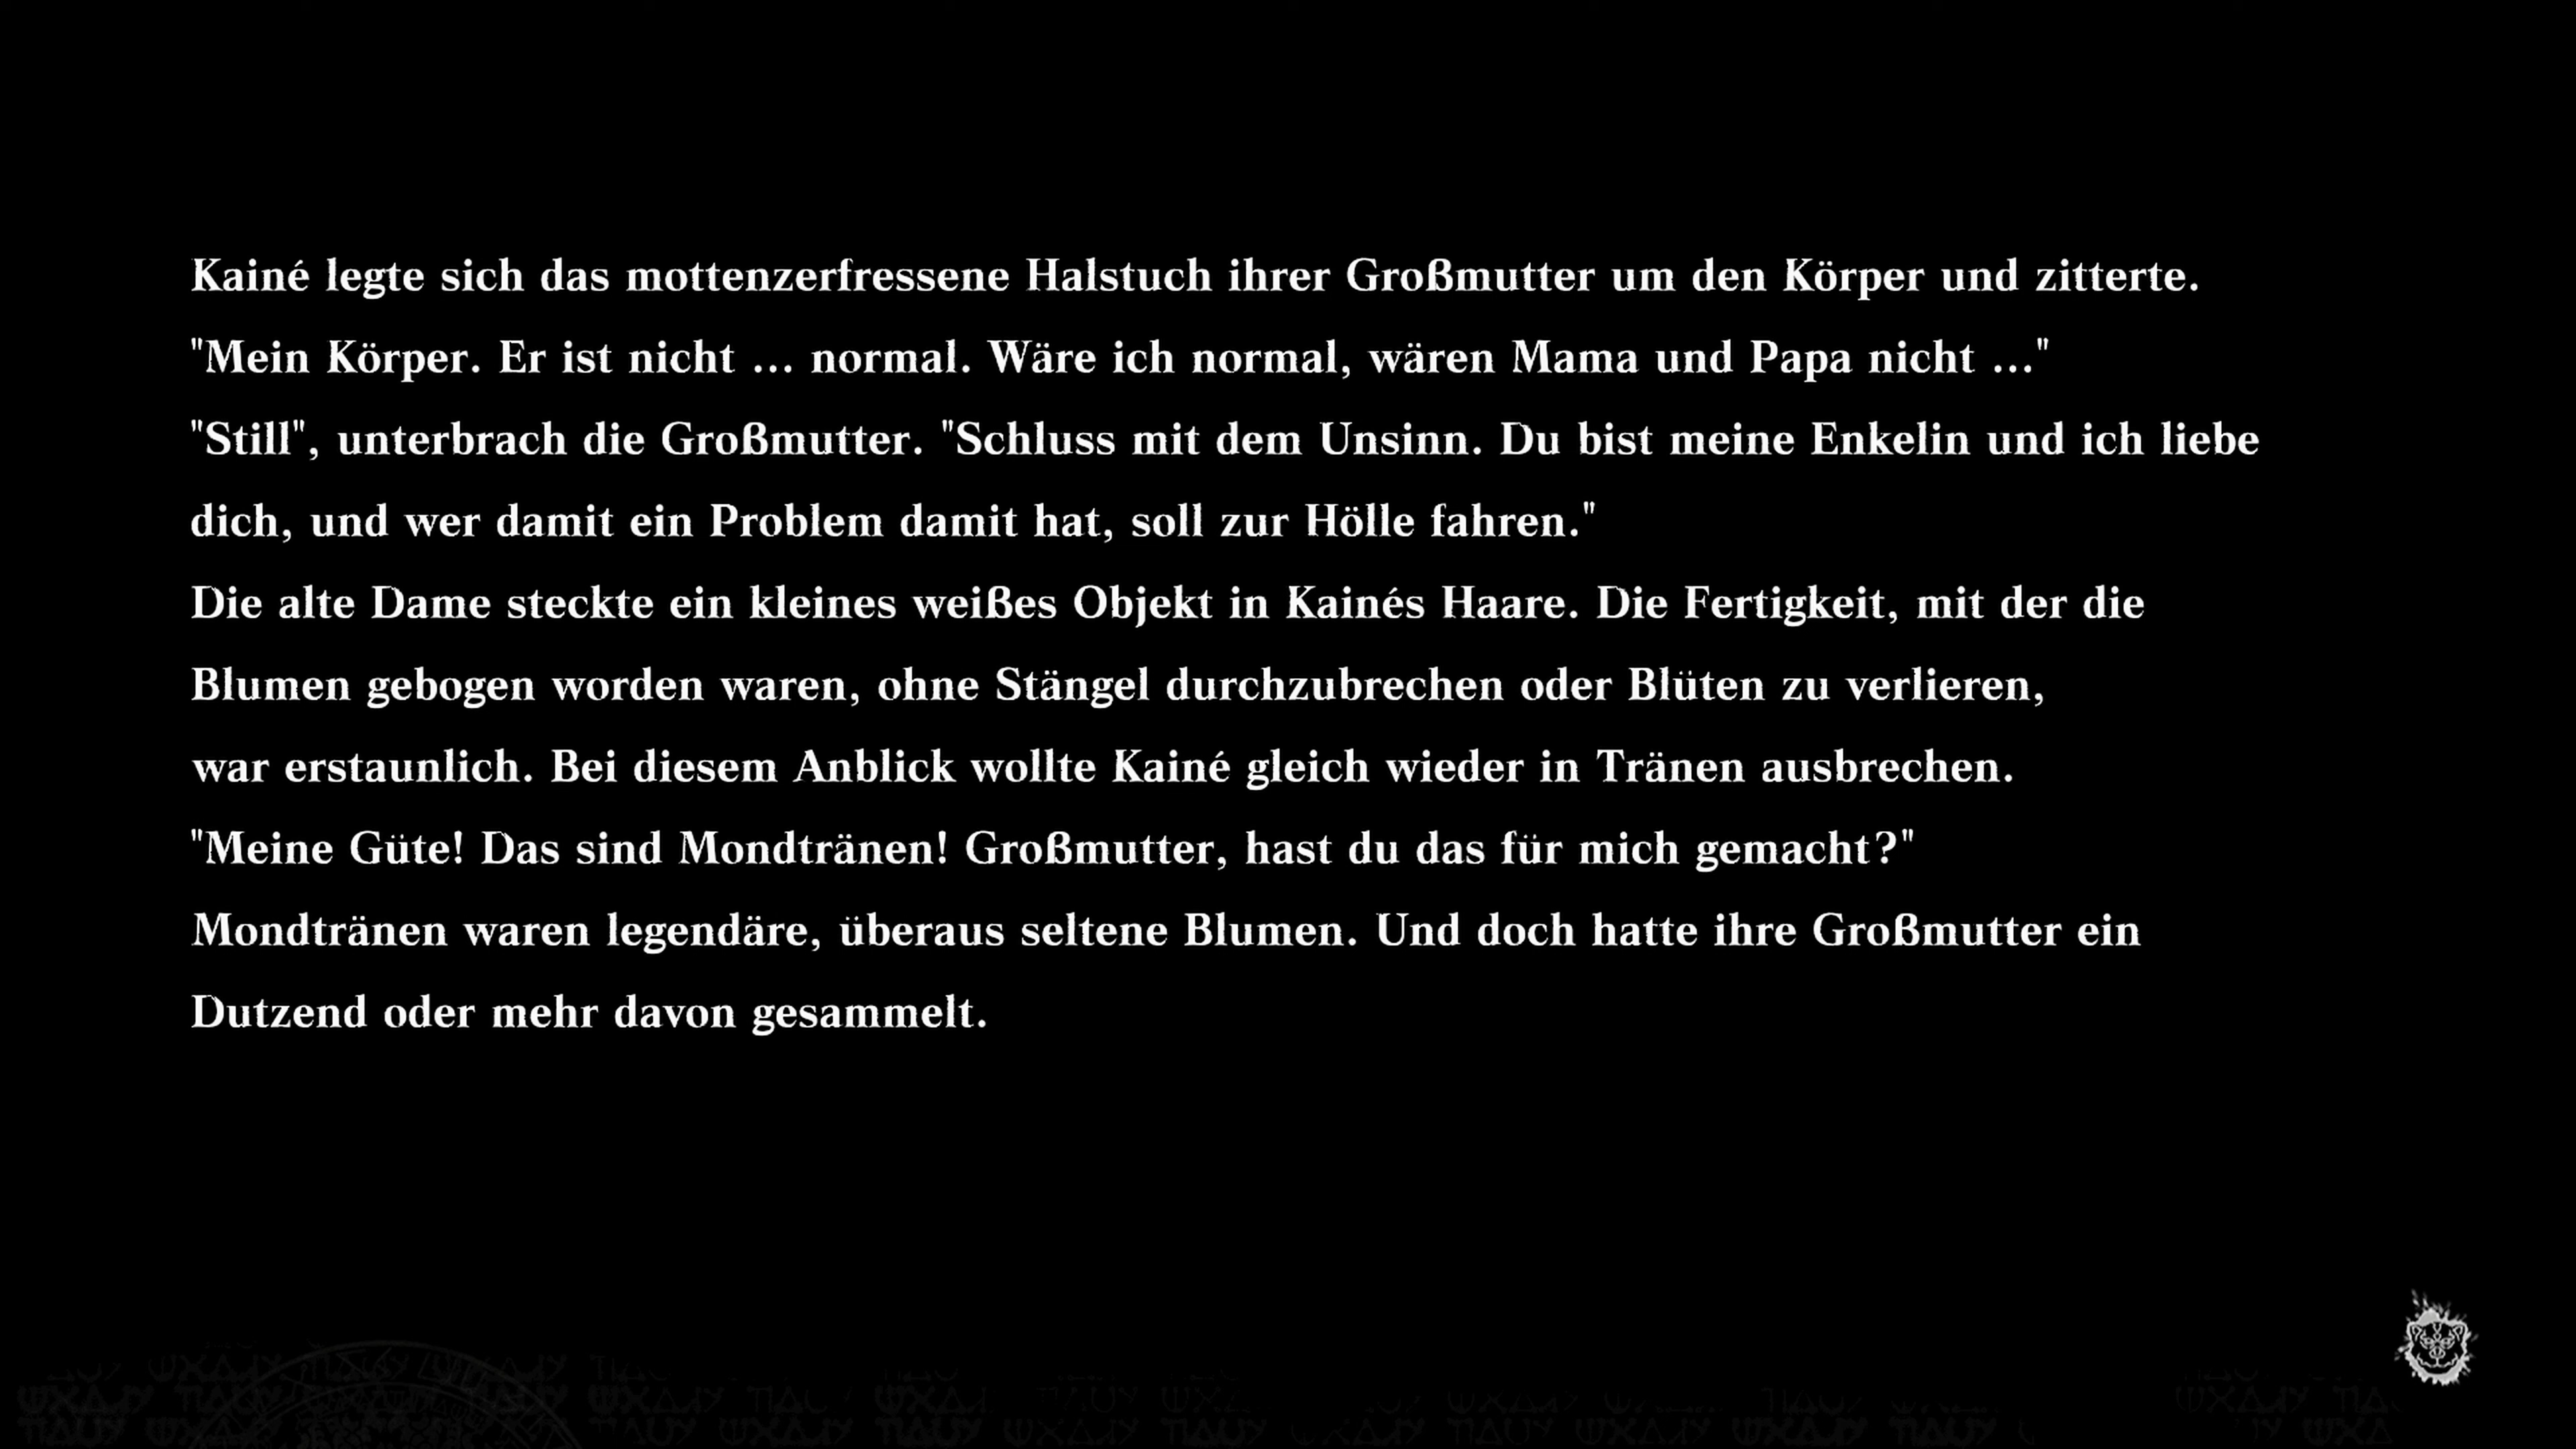 Kainé legte sich das mottenzerfressene Halstuch ihrer Großmutter um den Körper und zitterte.
"Mein Körper. Er ist nicht ... normal. Wäre ich normal, wären Mama und Papa nicht ..."
"Still", unterbrach die Großmutter. "Schluss mit dem Unsinn. Du bist meine Enkelin und ich liebe
dich, und wer damit ein Problem damit hat, soll zur Hölle fahren."
Die alte Dame steckte ein kleines weißes Objekt in Kainés Haare. Die Fertigkeit, mit der die
Blumen gebogen worden waren, ohne Stängel durchzubrechen oder Blüten zu verlieren,
war erstaunlich. Bei diesem Anblick wollte Kainé gleich wieder in Tränen ausbrechen.
"Meine Güte! Das sind Mondtränen! Großmutter, hast du das für mich gemacht?"
Mondtränen waren legendäre, überaus seltene Blumen. Und doch hatte ihre Großmutter ein
Dutzend oder mehr davon gesammelt.